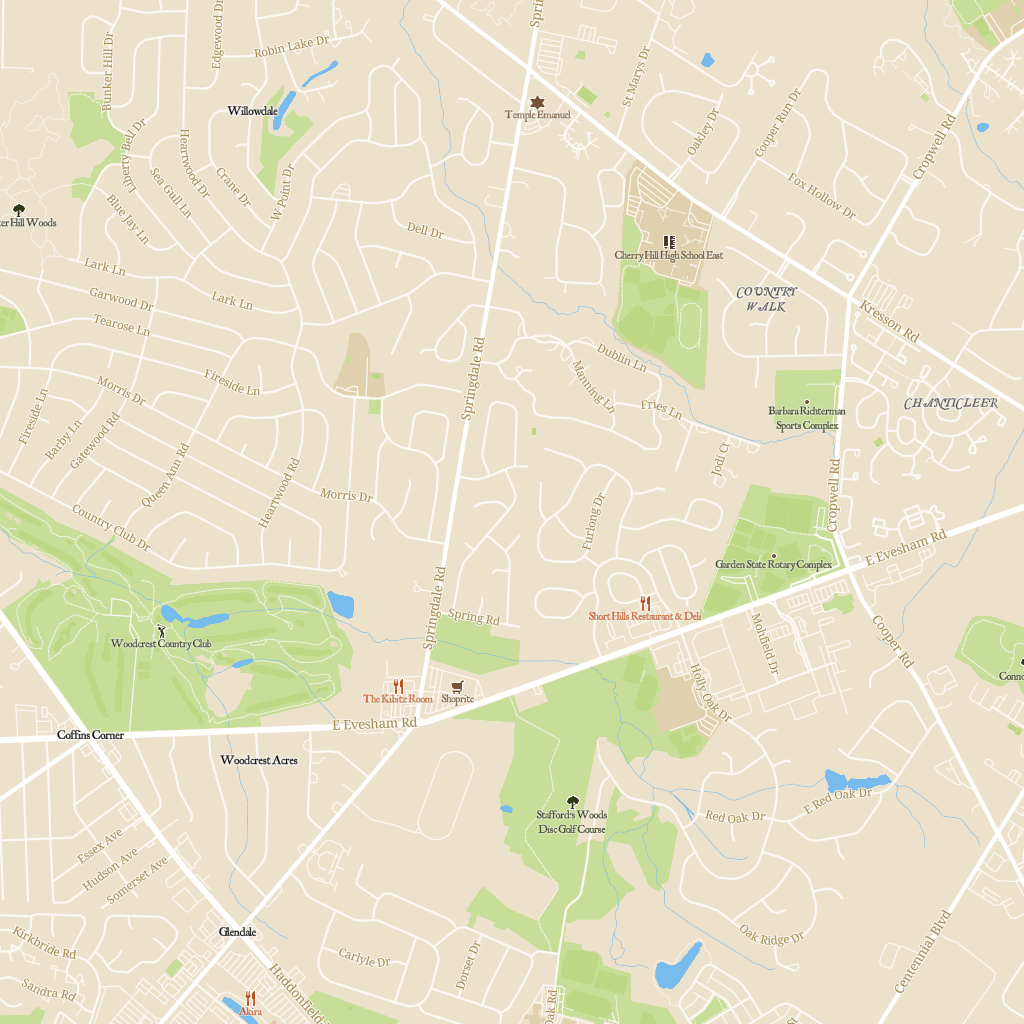 Bunker Hill Dr
Edgewood Dr
Robin Lake Dr
Willowdale
Liberty Bell Dr
Heartwood Dr
Sea Gull Ln
Crane Dr
W Point Dr
Blue Jay Ln
Hill Woods
Lark Ln
Garwood Dr
Lark Ln
Tearose Ln
Dell Dr
St Marys Dr
Temple Emanuel
Oakley Dr
Cooper Run Dr
Fox Hollow Dr
Cropwell Rd
Cherry Hill High School East
COUNTRY
WALK
Kresson Rd
Springdale Rd
Dublin Ln
Manning Ln
Fries Ln
Jodi Ct
CHANTICLEER
Barbara Richterman
Sports Complex
Fireside Ln
Morris Dr
Fireside Ln
Barby Ln
Gatewood Rd
Queen Ann Rd
Heartwood Rd
Morris Dr
Country Club Dr
Furlong Dr
Cropwell Rd
E Evesham Rd
Garden State Rotary Complex
Springdale Rd
Spring Rd
Short Hills Restaurant & Deli
Mohfield Dr
Cooper Rd
Woodcrest Country Club
The Kibitz Room
Shoprite
Holly Oak Dr
E Evesham Rd
Coffins Corner
Woodcrest Acres
Stafford's Woods
Disc Golf Course
Red Oak Dr
E Red Oak Dr
Essex Ave
Hudson Ave
Somerset Ave
Glendale
Kirkbride Rd
Sandra Rd
Carlyle Dr
Dorset Dr
Oak Ridge Dr
Centennial Blvd
Akira
Oak Rd